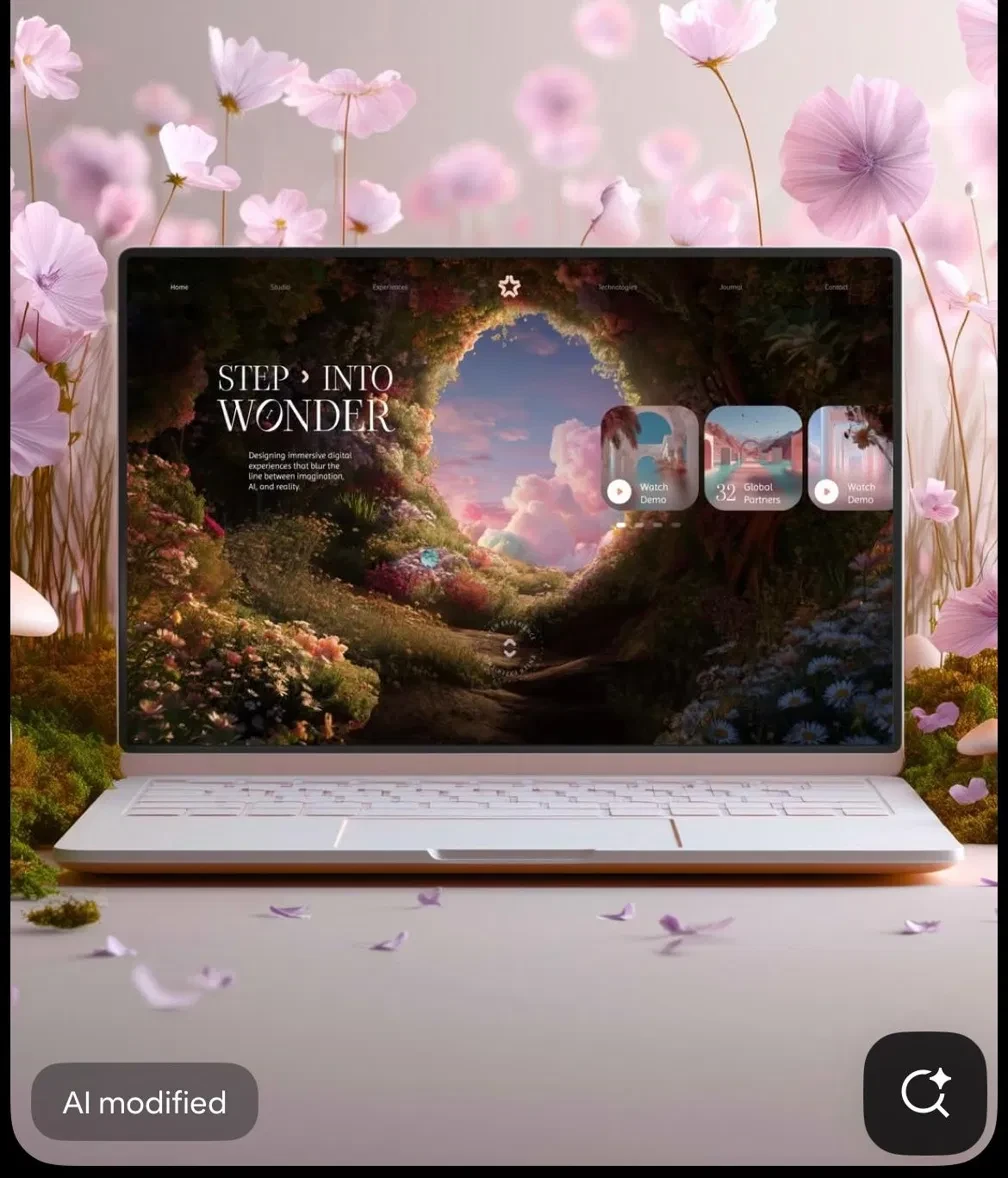 Home
Studio
Experiences
Technologies
Journal
Contact
STEP › INTO
WONDER
Designing immersive digital
experiences that blur the
line between imagination,
AI, and reality.
Watch
Demo
32 Global
Partners
Watch
Demo
AI modified